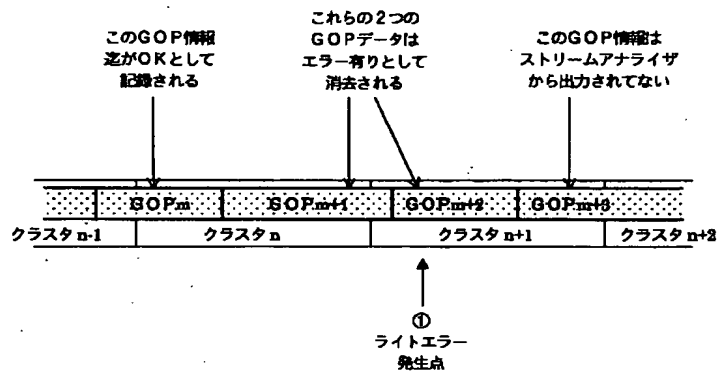 このGOP情報
迄がOKとして
記録される
これらの2つの
GOPデータは
エラー有りとして
消去される
このGOP情報は
ストリームアナライザ
から出力されてない
GOPm
GOPm+1
GOPm+2
GOPm+3
クラスタ n-1
クラスタ n
クラスタ n+1
クラスタ n+2
①
ライトエラー
発生点